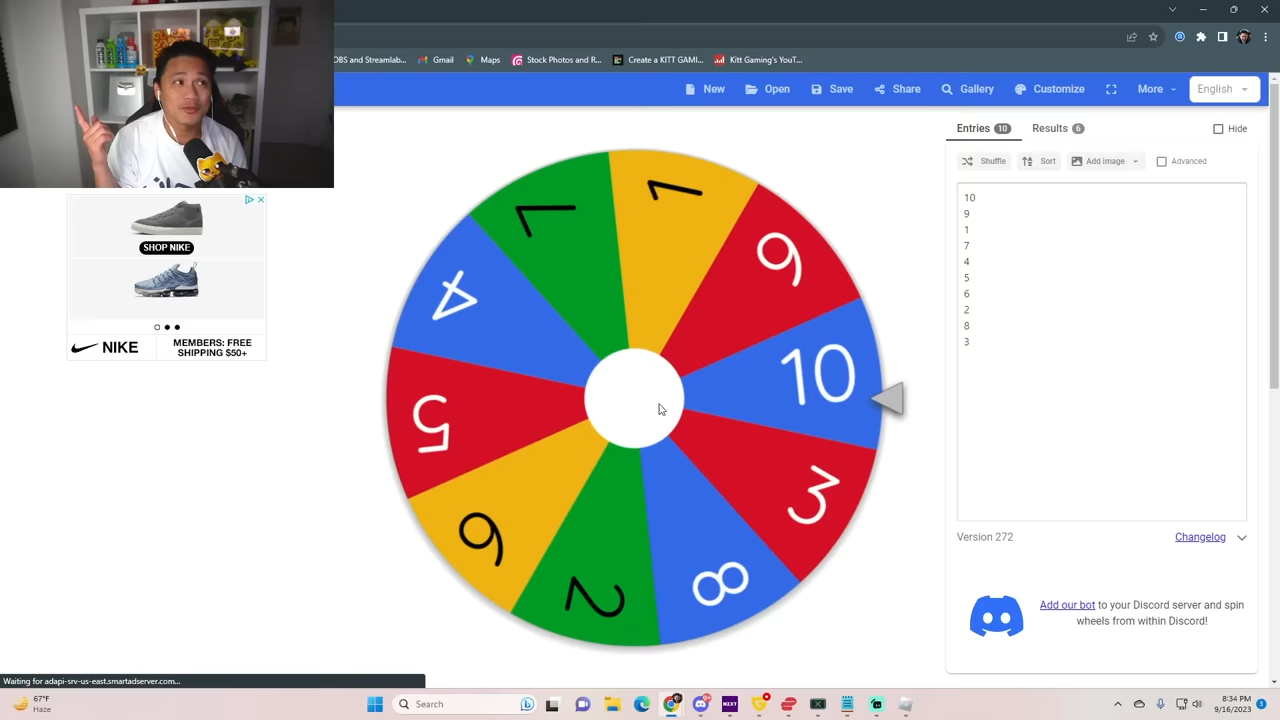 OBS and Streamlab...
Gmail
Maps
Stock Photos and R...
Create a KITT GAMI...
Kitt Gaming's YouT...
New
Open
Save
Share
Gallery
Customize
More
English
Entries 10
Results 6
Hide
Shuffle
Sort
Add image
Advanced
10
9
1
7
4
5
6
2
8
3
SHOP NIKE
NIKE
MEMBERS: FREE
SHIPPING $50+
1
9
10
3
8
2
6
5
4
7
Version 272
Changelog
Add our bot to your Discord server and spin
wheels from within Discord!
Waiting for adapi-srv-us-east.smartadserver.com...
67°F
Haze
Search
5:34 PM
9/16/2023
3